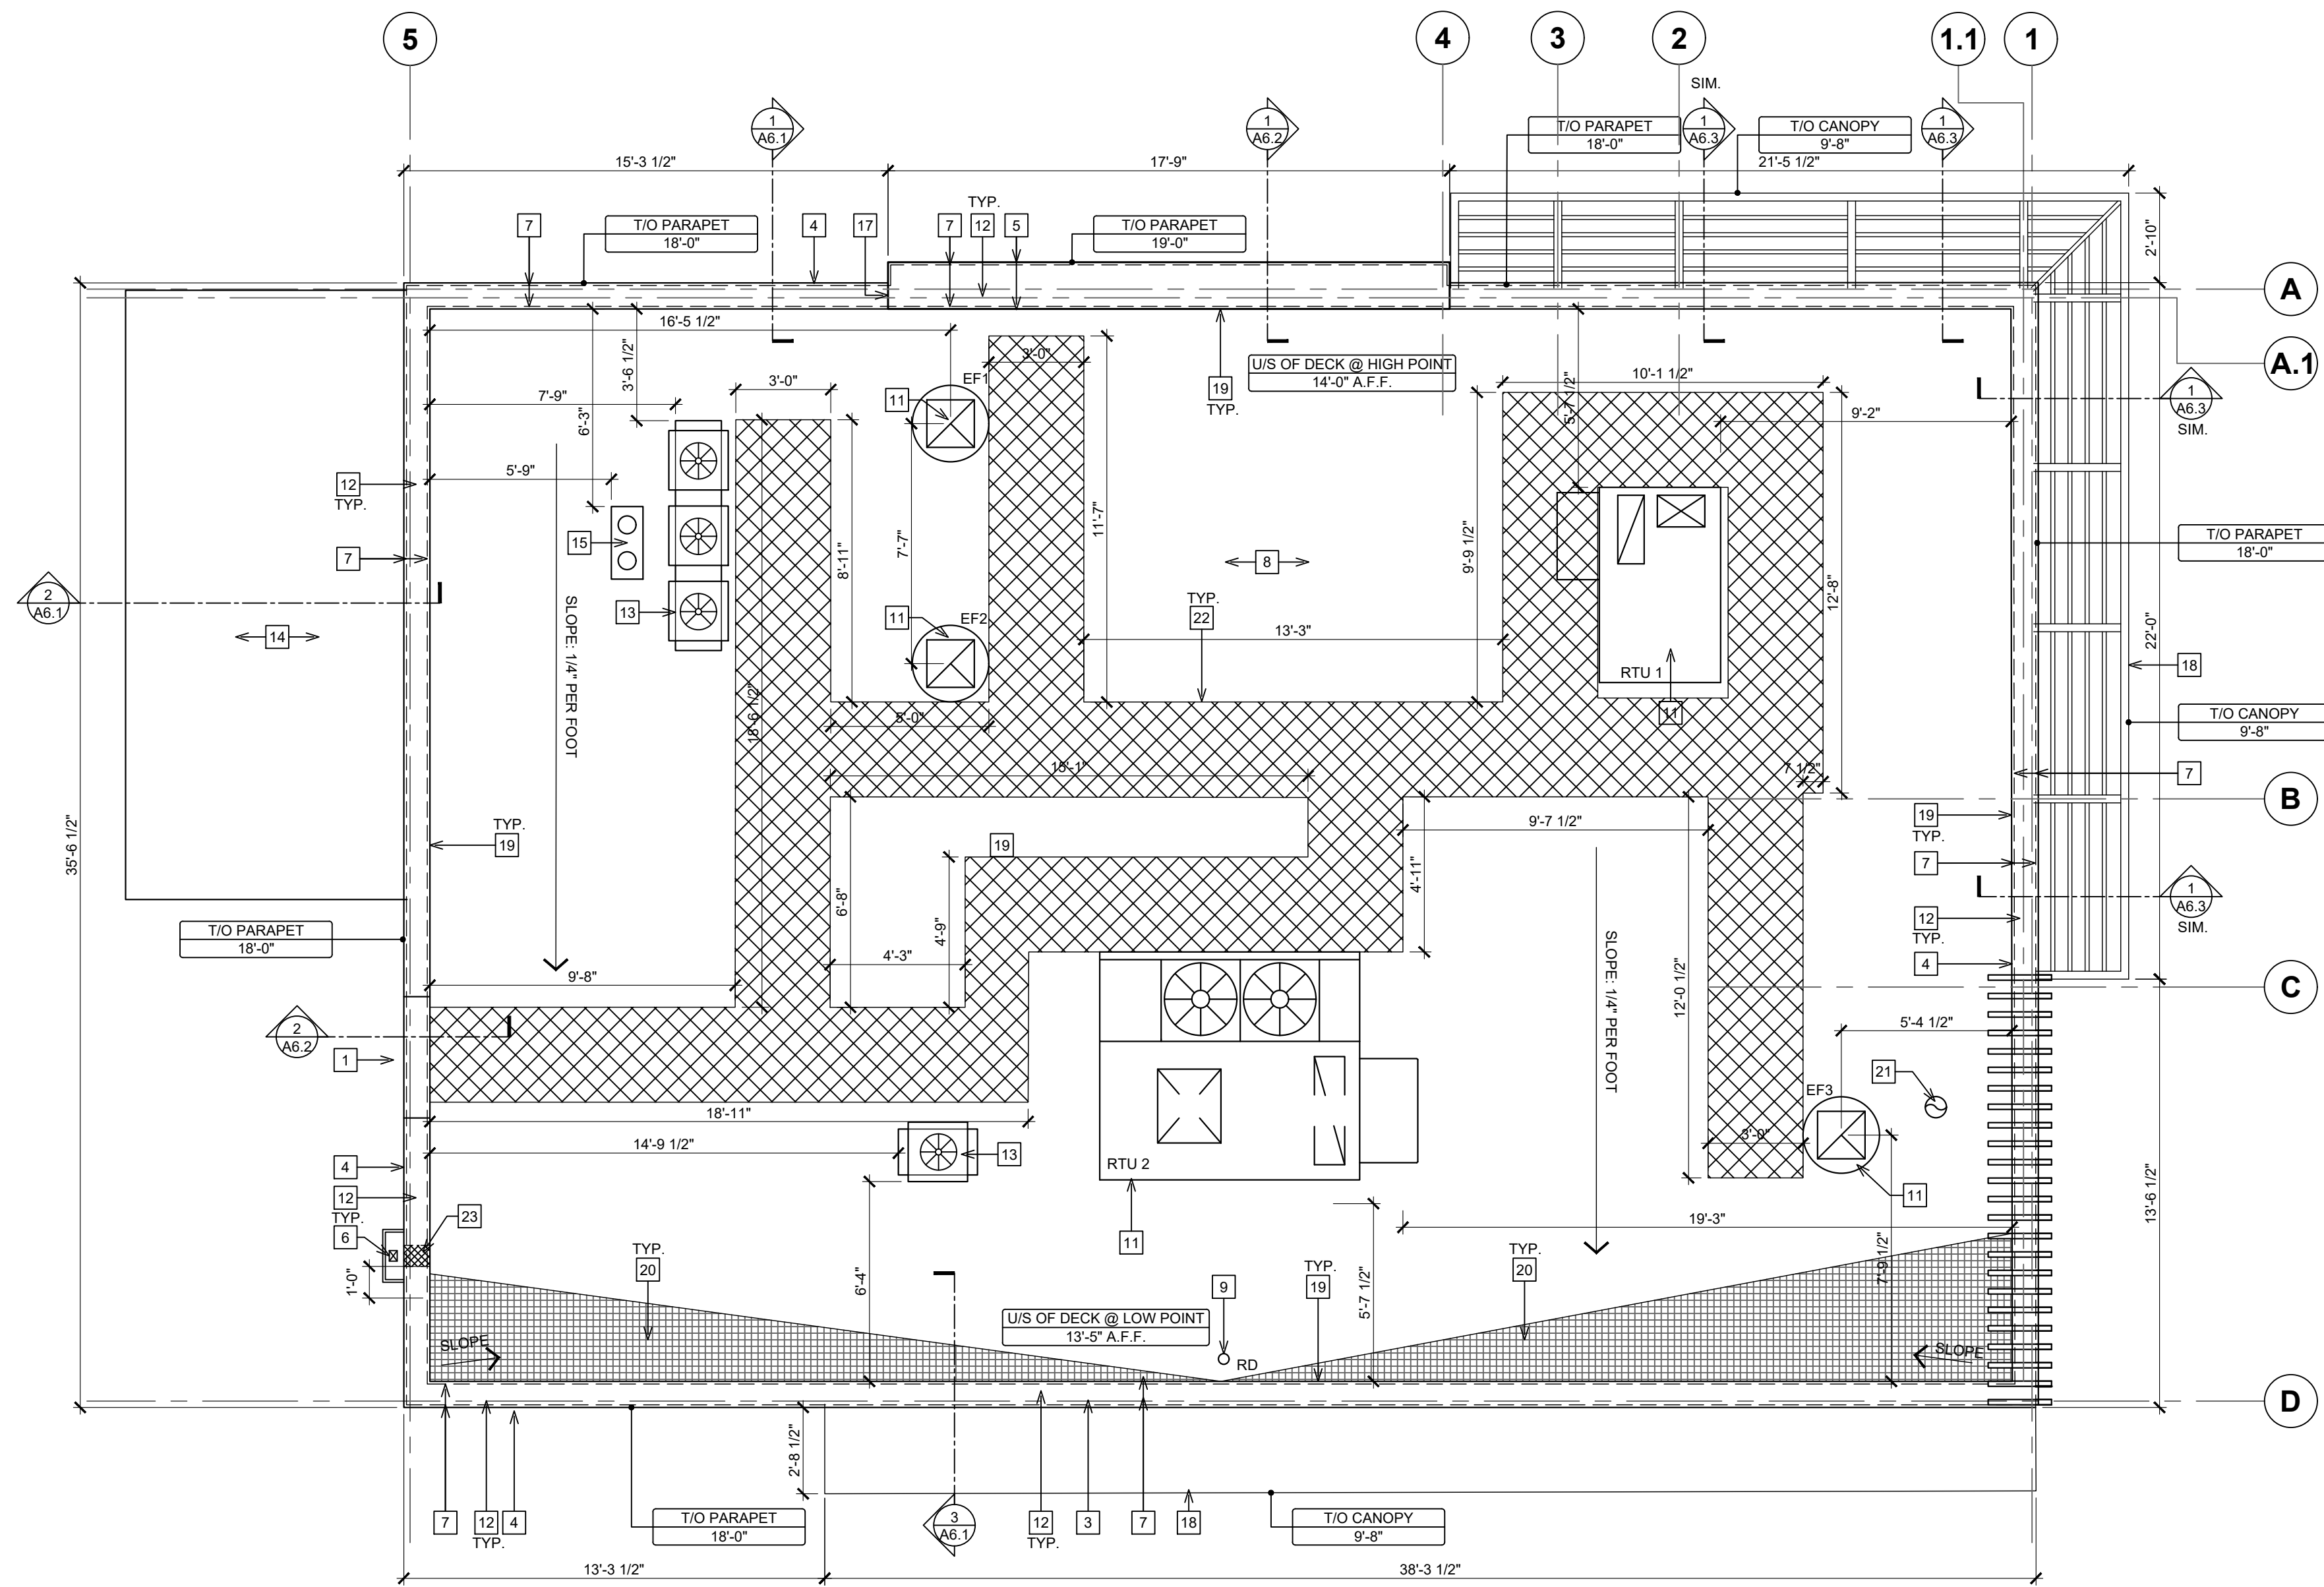 5
4
3
2
1.1
1
SIM.
1
A6.1
1
A6.2
T/O PARAPET
18'-0"
1
A6.3
T/O CANOPY
9'-8"
1
A6.3
15'-3 1/2"
17'-9"
21'-5 1/2"
7
T/O PARAPET
18'-0"
4
17
7
TYP.
12
5
T/O PARAPET
19'-0"
2'-10"
A
16'-5 1/2"
3'-6 1/2"
3'-0"
U/S OF DECK @ HIGH POINT
14'-0" A.F.F.
A.1
7'-9"
6'-3"
3'-0"
EF1
11
19
TYP.
10'-1 1/2"
5'-7 1/2"
9'-2"
1
A6.3
SIM.
5'-9"
12
TYP.
15
7
8'-11"
7'-7"
11'-7"
8
9'-9 1/2"
12'-8"
T/O PARAPET
18'-0"
2
A6.1
13
SLOPE: 1/4" PER FOOT
11
EF2
TYP.
22
13'-3"
14
RTU 1
11
22'-0"
18
18'-6 1/2"
5'-0"
T/O CANOPY
9'-8"
15'-1"
7 1/2"
7
B
TYP.
19
19
9'-7 1/2"
19
TYP.
7
35'-6 1/2"
6'-8"
4'-9"
4'-11"
1
A6.3
SIM.
12
TYP.
4
T/O PARAPET
18'-0"
9'-8"
4'-3"
SLOPE: 1/4" PER FOOT
12'-0 1/2"
C
2
A6.2
1
5'-4 1/2"
21
EF3
18'-11"
14'-9 1/2"
13
RTU 2
3'-0"
4
12
TYP.
6
23
11
11
19'-3"
13'-6 1/2"
1'-0"
TYP.
20
6'-4"
9
TYP.
19
5'-7 1/2"
TYP.
20
7'-9 1/2"
U/S OF DECK @ LOW POINT
13'-5" A.F.F.
SLOPE
RD
SLOPE
D
2'-8 1/2"
7
12
TYP.
4
T/O PARAPET
18'-0"
3
A6.1
12
TYP.
3
7
18
T/O CANOPY
9'-8"
13'-3 1/2"
38'-3 1/2"